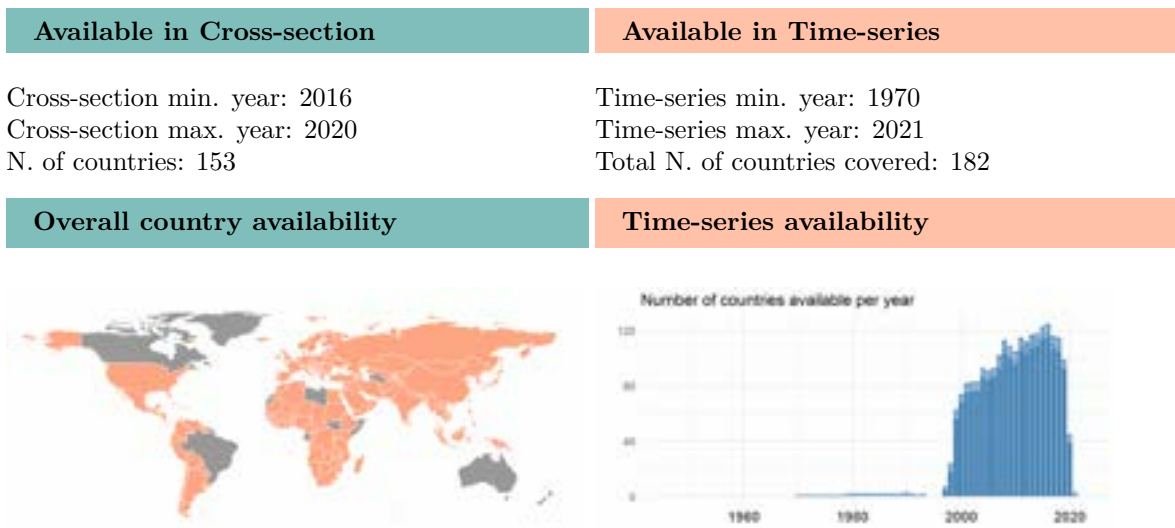 Available in Cross-section
Available in Time-series
Cross-section min. year: 2016
Cross-section max. year: 2020
N. of countries: 153
Time-series min. year: 1970
Time-series max. year: 2021
Total N. of countries covered: 182
Overall country availability
Time-series availability
Number of countries available per year
120
80
40
0
1960
1980
2000
2020